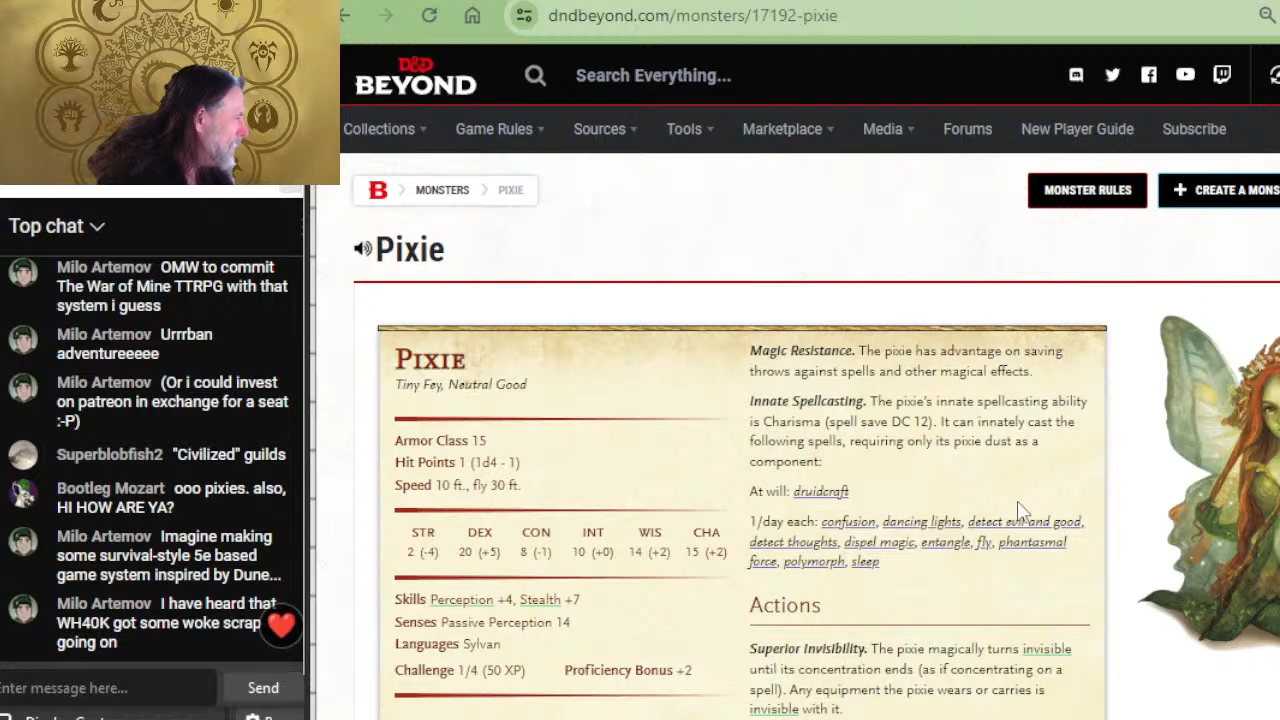 dndbeyond.com/monsters/17192-pixie
D&D
BEYOND
Search Everything...
Collections
Game Rules
Sources
Tools
Marketplace
Media
Forums
New Player Guide
Subscribe
B
MONSTERS
PIXIE
MONSTER RULES
+ CREATE A MONS
Pixie
Top chat
Milo Artemov OMW to commit
The War of Mine TTRPG with that
system i guess
Milo Artemov Urrrban
adventureeeee
Milo Artemov (Or i could invest
on patreon in exchange for a seat
:-P)
Superblobfish2 "Civilized" guilds
Bootleg Mozart ooo pixies. also,
HI HOW ARE YA?
Milo Artemov Imagine making
some survival-style 5e based
game system inspired by Dune...
Milo Artemov I have heard that
WH40K got some woke scrap
going on
Enter message here...
Send
PIXIE
Tiny Fey, Neutral Good
Armor Class 15
Hit Points 1 (1d4 - 1)
Speed 10 ft., fly 30 ft.
STR DEX CON INT WIS CHA
2 (-4) 20 (+5) 8 (-1) 10 (+0) 14 (+2) 15 (+2)
Skills Perception +4, Stealth +7
Senses Passive Perception 14
Languages Sylvan
Challenge 1/4 (50 XP) Proficiency Bonus +2
Magic Resistance. The pixie has advantage on saving
throws against spells and other magical effects.
Innate Spellcasting. The pixie's innate spellcasting ability
is Charisma (spell save DC 12). It can innately cast the
following spells, requiring only its pixie dust as a
component:
At will: druidcraft
1/day each: confusion, dancing lights, detect evil and good,
detect thoughts, dispel magic, entangle, fly, phantasmal
force, polymorph, sleep
Actions
Superior Invisibility. The pixie magically turns invisible
until its concentration ends (as if concentrating on a
spell). Any equipment the pixie wears or carries is
invisible with it.